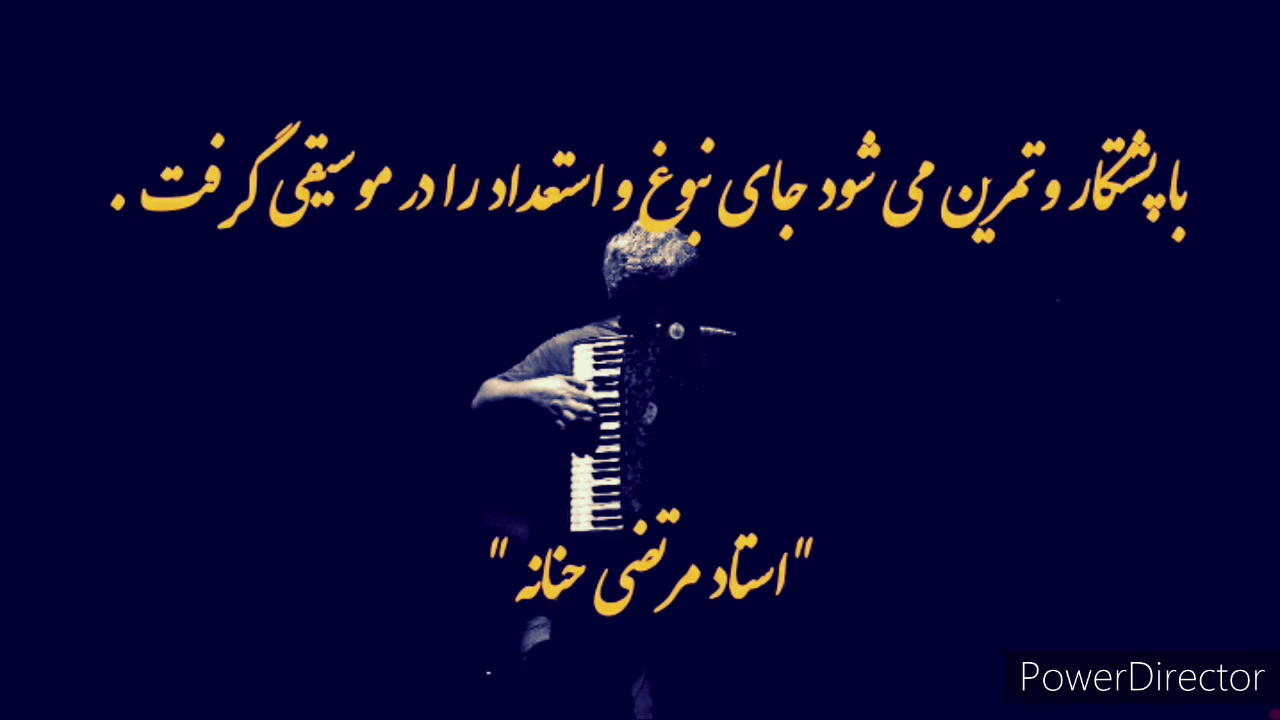 با پشتکار و تمرین می شود جای نبوغ و استعداد را در موسیقی گرفت .
"استاد مرتضی حنانه "
PowerDirector